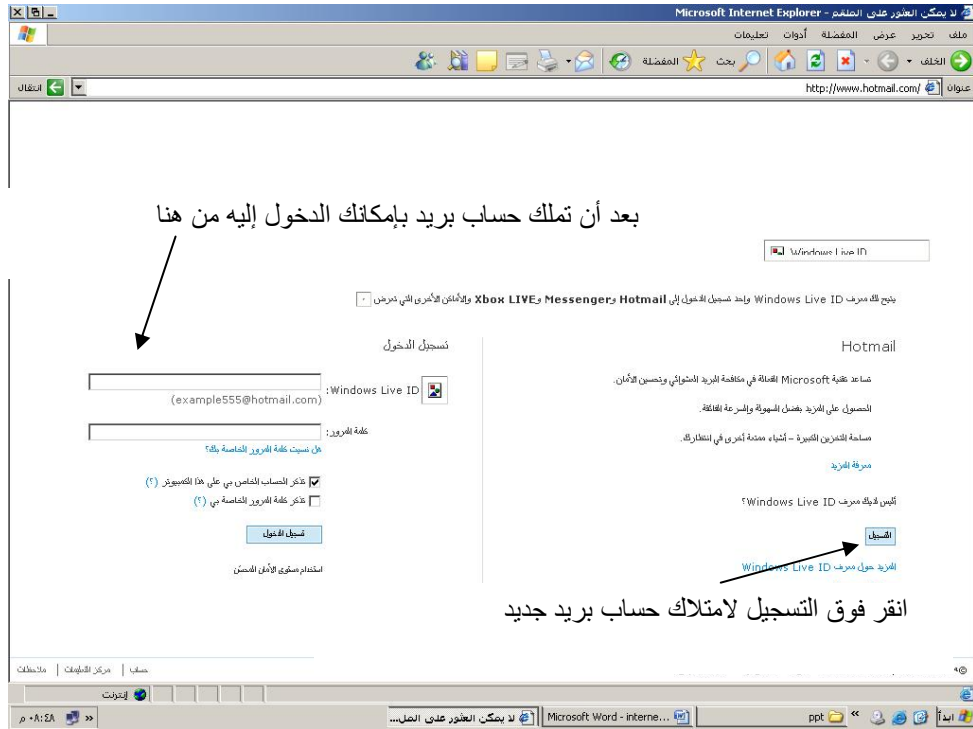 لا يمكن العثور على الملقم - Microsoft Internet Explorer
ملف تحرير عرض المفضلة أدوات تعليمات
الخلف بحث المفضلة
عنوان http://www.hotmail.com/ انتقال
بعد أن تملك حساب بريد بإمكانك الدخول إليه من هنا
Windows Live ID
يتيح لك معرف Windows Live ID واحد تسجيل الدخول إلى Hotmail وMessenger وXbox LIVE والأماكن الأخرى التي تعرض
Hotmail
تساعد تقنية Microsoft الفعالة في مكافحة البريد العشوائي وتحسين الأمان.
الحصول على المزيد بفضل السهولة والسرعة الفائقة.
مساحة التخزين الكبيرة – أشياء ممتعة أخرى في انتظارك.
معرفة المزيد
أليس لديك معرف Windows Live ID؟
التسجيل
المزيد حول معرف Windows Live ID
تسجيل الدخول
Windows Live ID:
(example555@hotmail.com)
كلمة المرور:
هل نسيت كلمة المرور الخاصة بك؟
تذكر الحساب الخاص بي على هذا الكمبيوتر (؟)
تذكر كلمة المرور الخاصة بي (؟)
تسجيل الدخول
استخدام مستوى الأمان المحسّن
انقر فوق التسجيل لامتلاك حساب بريد جديد
حساب | مركز التعليمات | ملاحظات
إنترنت
ابدأ ppt Microsoft Word - interne... لا يمكن العثور على المل... ٠٨:٤٨ م